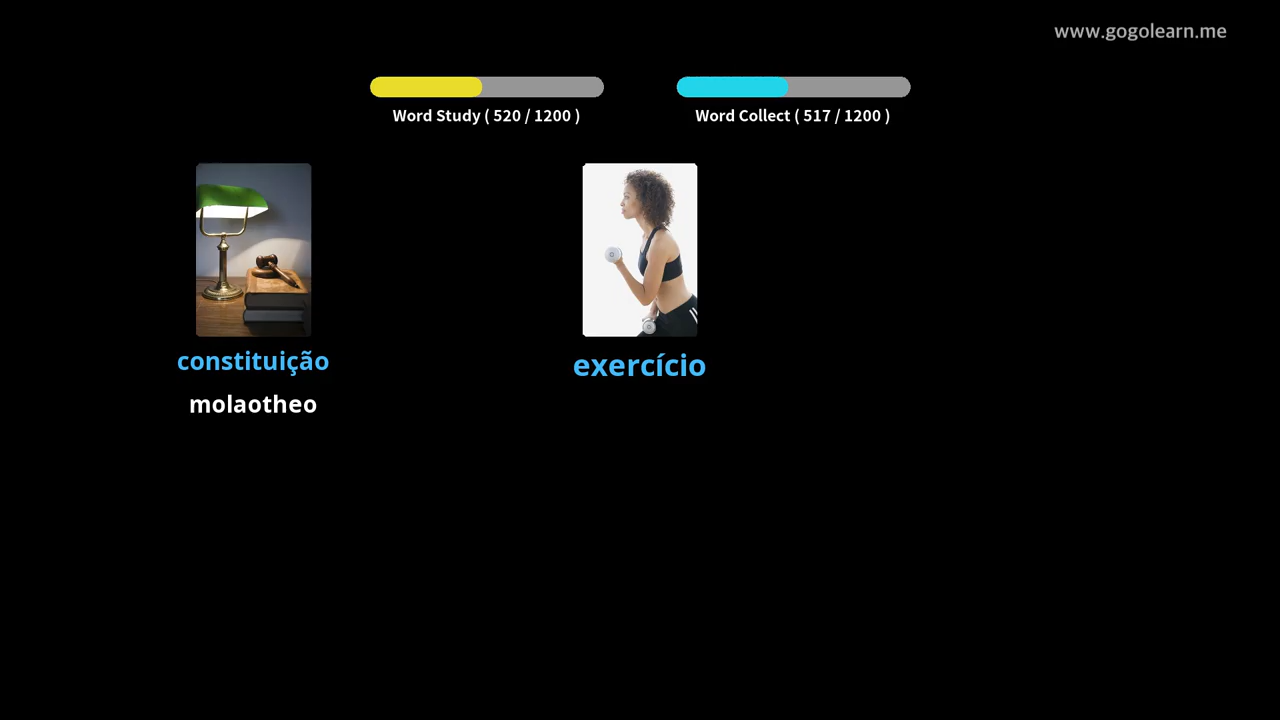 www.gogolearn.me
Word Study ( 520 / 1200 )
Word Collect ( 517 / 1200 )
constituição
exercício
molaotheo